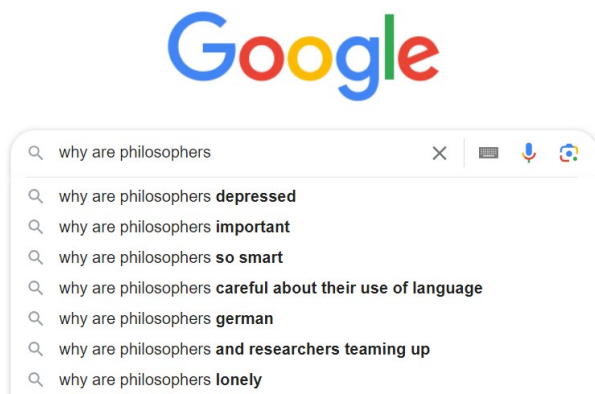 Google
why are philosophers
why are philosophers depressed
why are philosophers important
why are philosophers so smart
why are philosophers careful about their use of language
why are philosophers german
why are philosophers and researchers teaming up
why are philosophers lonely